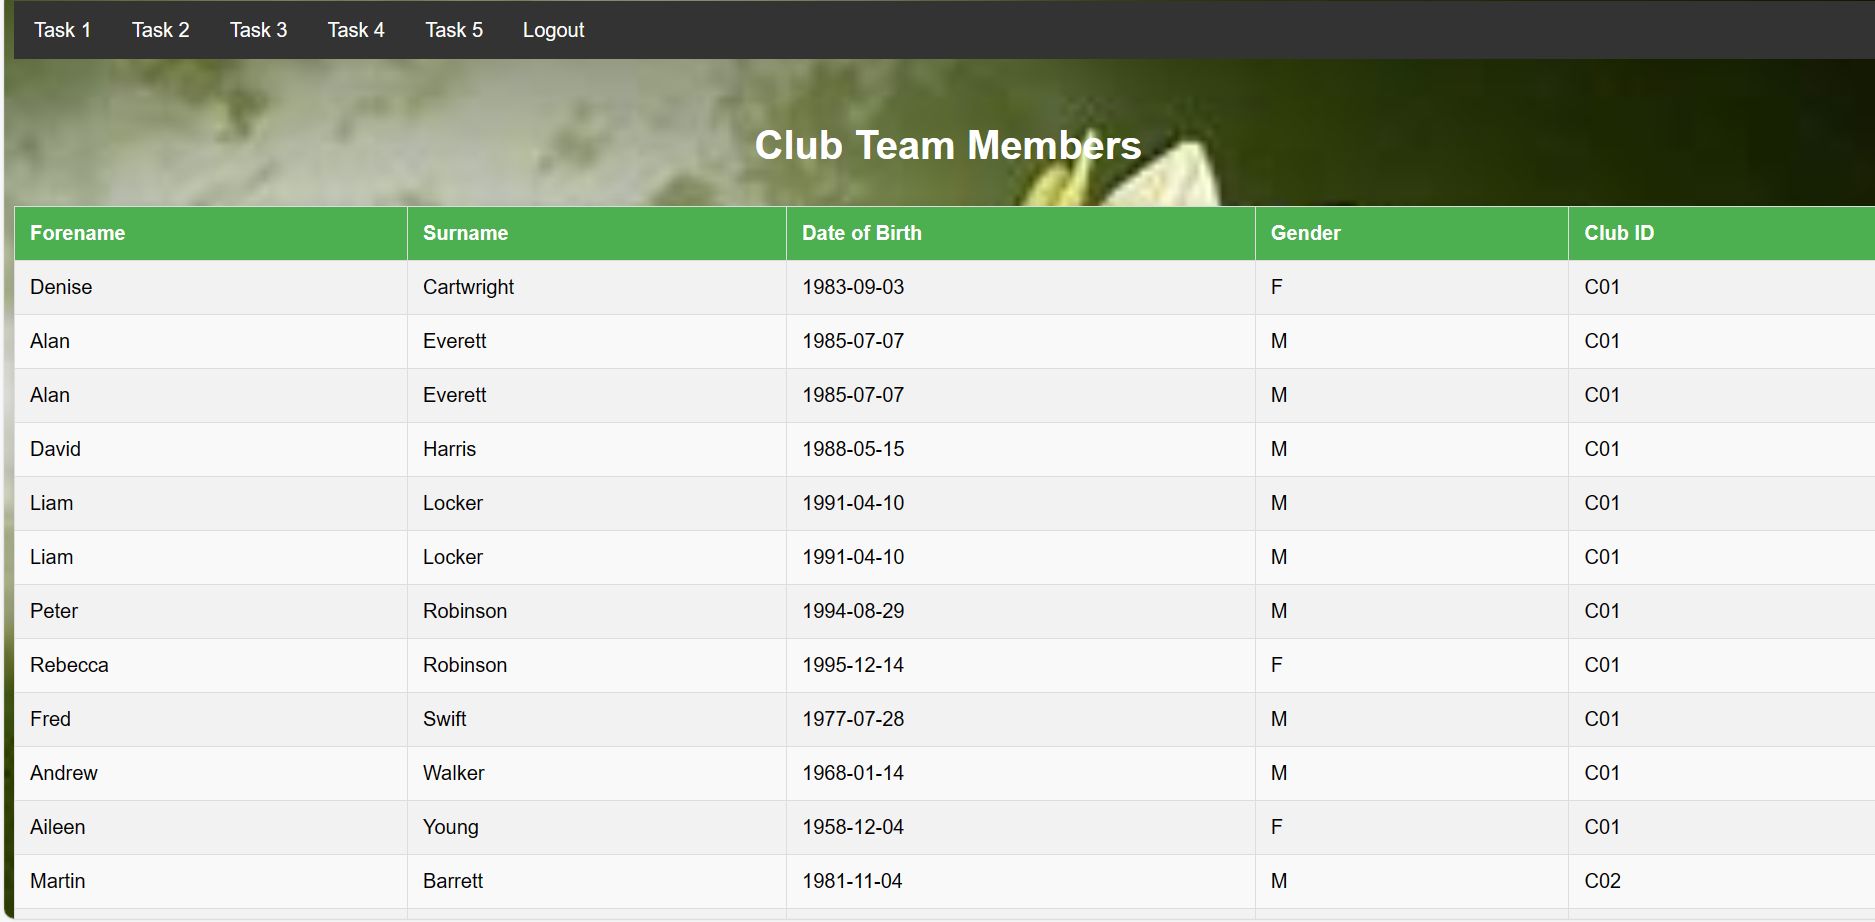 Task 1 Task 2 Task 3 Task 4 Task 5 Logout
Club Team Members
Forename Surname Date of Birth Gender Club ID
Denise Cartwright 1983-09-03 F C01
Alan Everett 1985-07-07 M C01
Alan Everett 1985-07-07 M C01
David Harris 1988-05-15 M C01
Liam Locker 1991-04-10 M C01
Liam Locker 1991-04-10 M C01
Peter Robinson 1994-08-29 M C01
Rebecca Robinson 1995-12-14 F C01
Fred Swift 1977-07-28 M C01
Andrew Walker 1968-01-14 M C01
Aileen Young 1958-12-04 F C01
Martin Barrett 1981-11-04 M C02